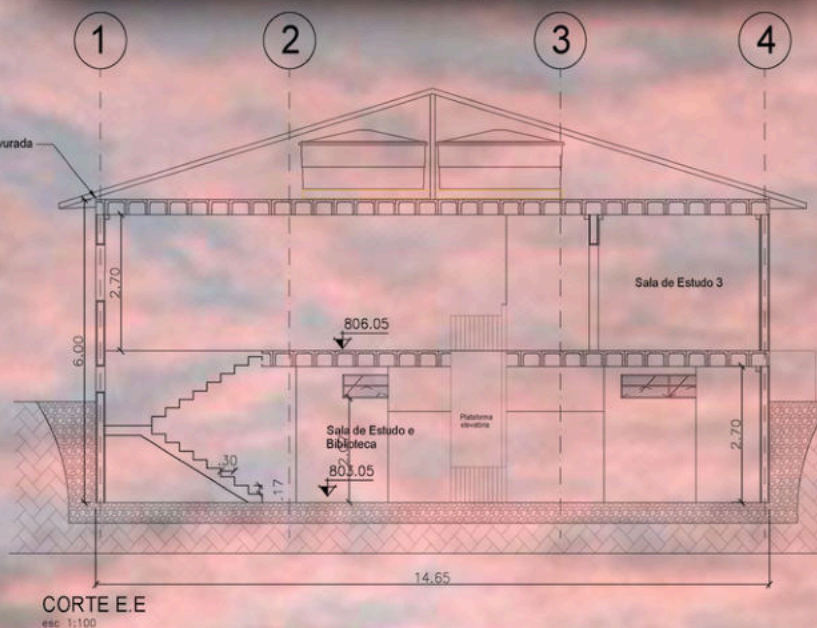 1
2
3
4
vurada
2.70
6.00
Sala de Estudo 3
806.05
Plataforma
elevatória
Sala de Estudo e
Biblioteca
.30
803.05
.17
2.70
14.65
CORTE E.E
esc 1:100